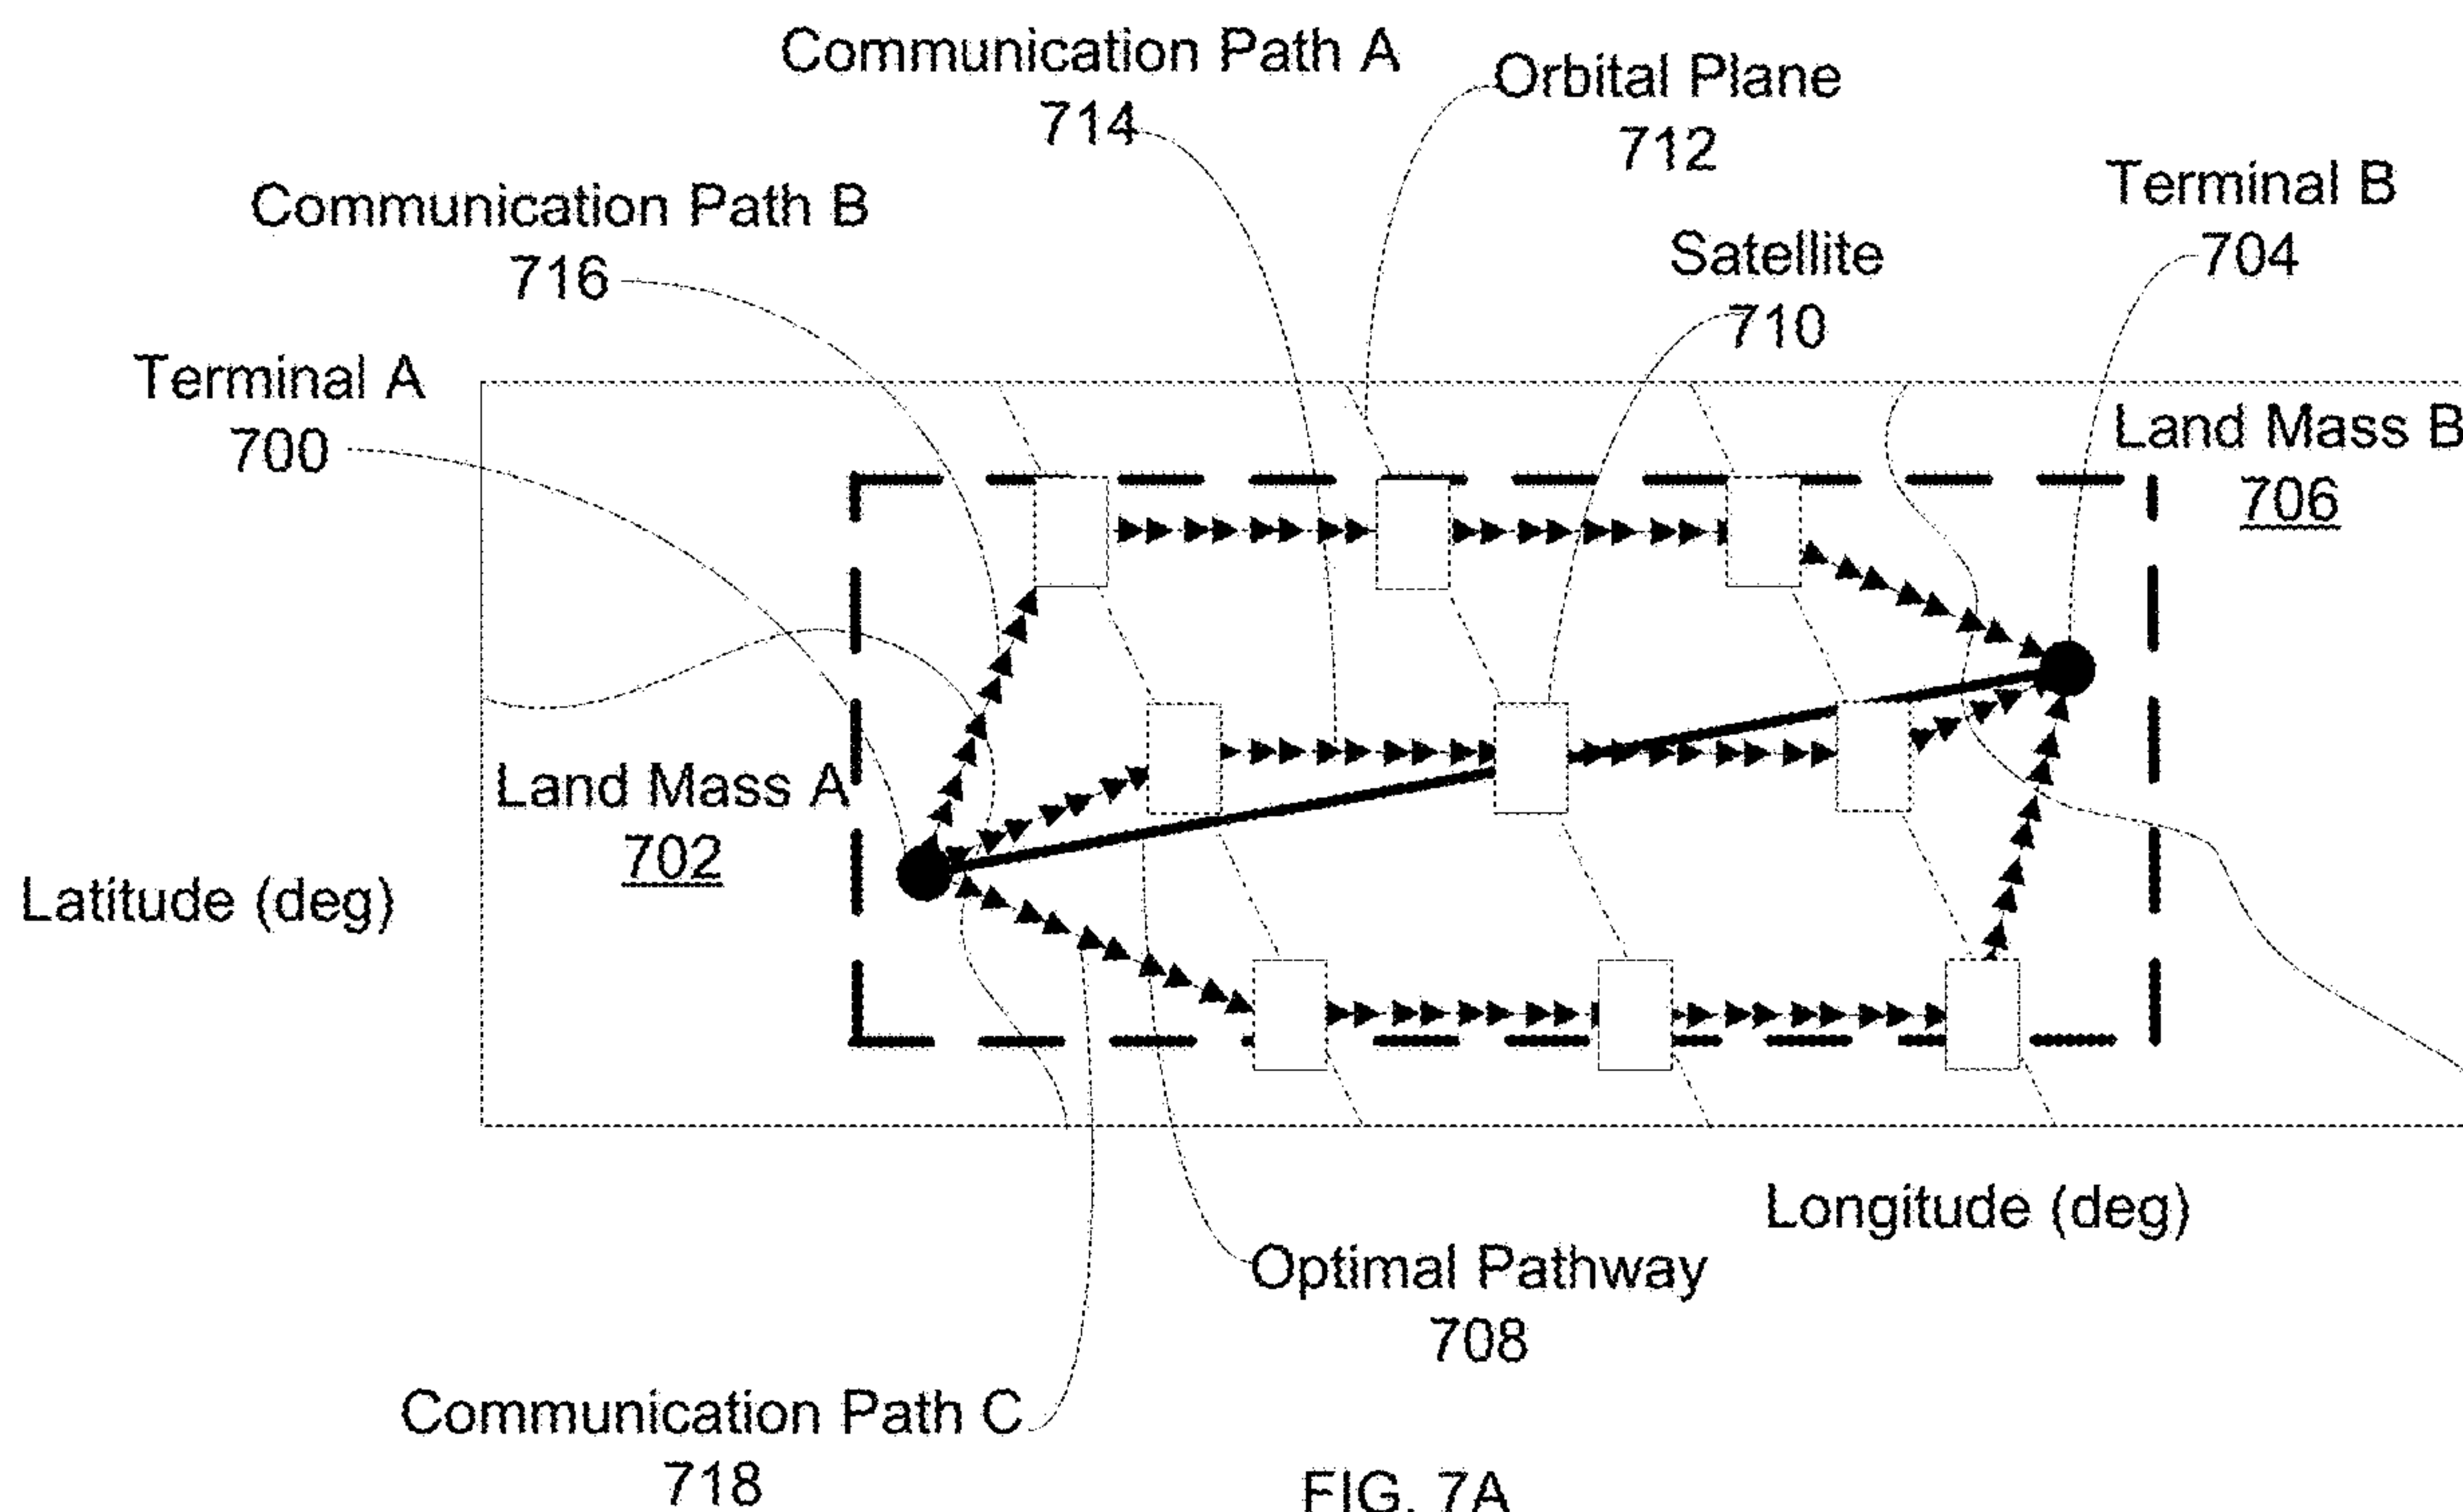 Communication Path A
714
Orbital Plane
712
Terminal B
704
Communication Path B
716
Satellite
710
Terminal A
700
Land Mass B
706
Land Mass A
702
Latitude (deg)
Longitude (deg)
Optimal Pathway
708
Communication Path C
718
FIG. 7A